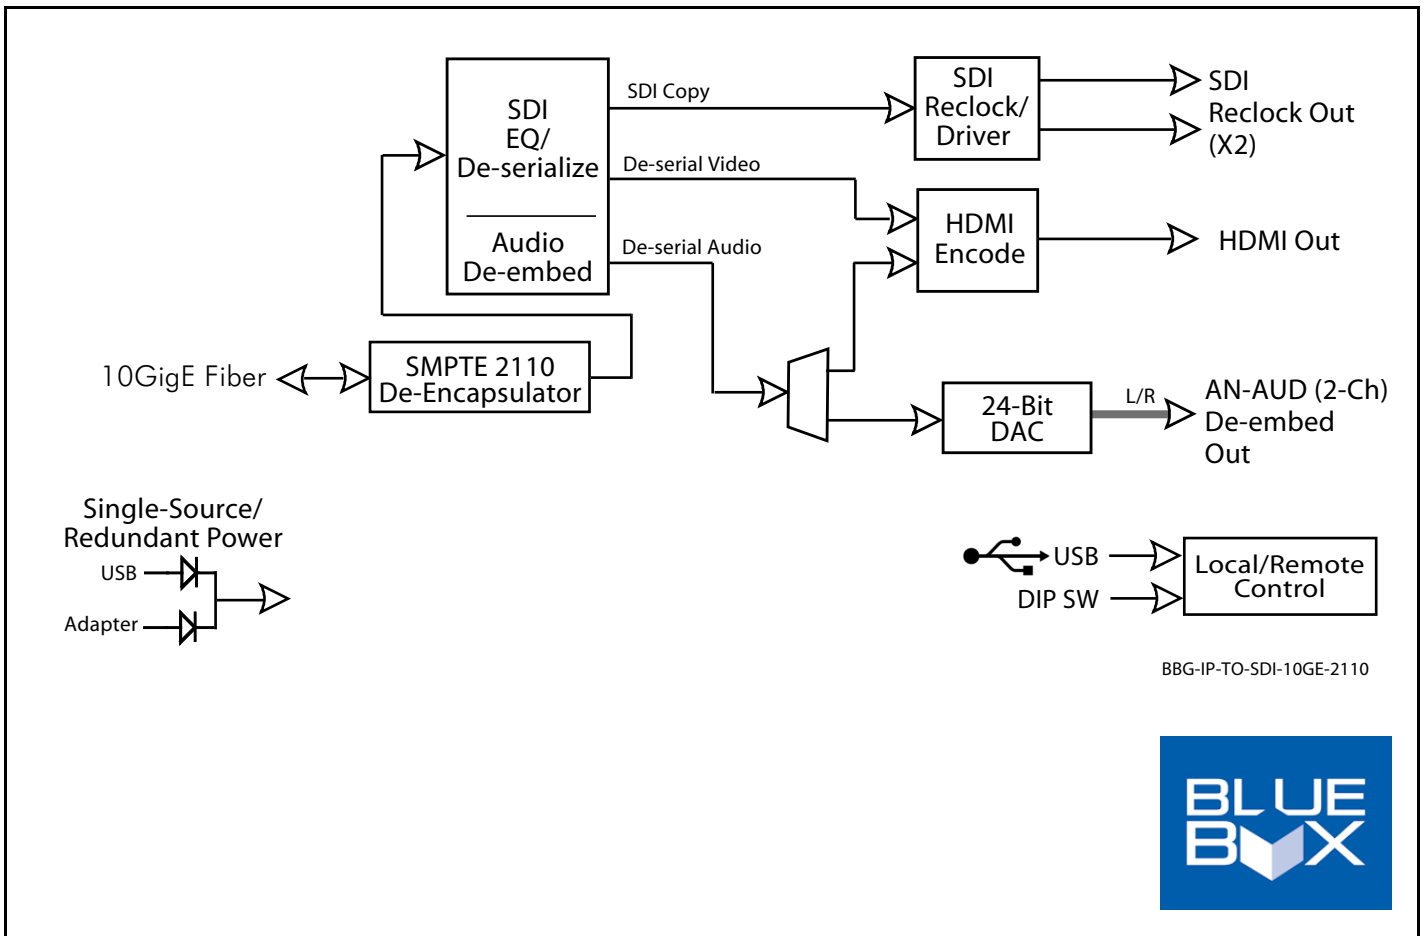 SDI
EQ/
De-serialize
Audio
De-embed
SDI Copy
De-serial Video
De-serial Audio
SDI
Reclock/
Driver
SDI
Reclock Out
(X2)
HDMI
Encode
HDMI Out
10GigE Fiber
SMPTE 2110
De-Encapsulator
24-Bit
DAC
L/R
AN-AUD (2-Ch)
De-embed
Out
Single-Source/
Redundant Power
USB
Adapter
USB
DIP SW
Local/Remote
Control
BBG-IP-TO-SDI-10GE-2110
BLUE
BOX